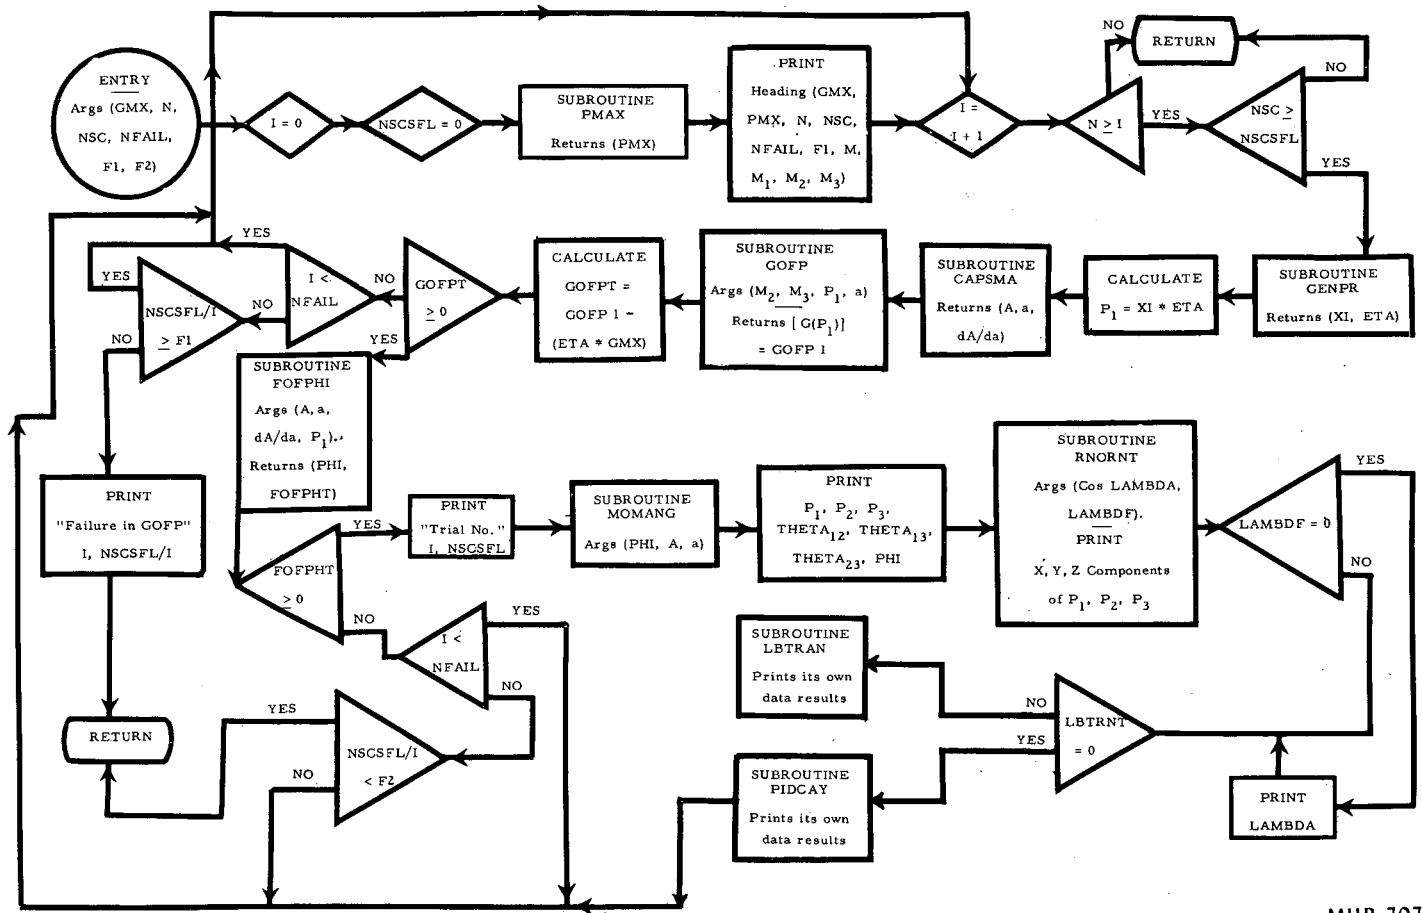 ENTRY
Args (GMX, N,
NSC, NFAIL,
F1, F2)
I = 0
NSCSFL = 0
SUBROUTINE
PMAX
Returns (PMX)
PRINT
Heading (GMX,
PMX, N, NSC,
NFAIL, F1, M,
M1, M2, M3)
I =
I + 1
N ≥ I
NO
YES
RETURN
NO
NSC ≥
NSCSFL
YES
SUBROUTINE
GENPR
Returns (XI, ETA)
CALCULATE
P1 = XI * ETA
SUBROUTINE
CAPSMA
Returns (A, a,
dA/da)
SUBROUTINE
GOFP
Args (M2, M3, P1, a)
Returns [G(P1)]
= GOFP 1
CALCULATE
GOFPT =
GOFP 1 -
(ETA * GMX)
GOFPT
≥ 0
NO
YES
I <
NFAIL
YES
NO
NSCSFL/I
≥ F1
YES
NO
PRINT
"Failure in GOFP"
I, NSCSFL/I
RETURN
SUBROUTINE
FOFPHI
Args (A, a,
dA/da, P1).
Returns (PHI,
FOFPHT)
FOFPHT
≥ 0
YES
NO
PRINT
"Trial No."
I, NSCSFL
SUBROUTINE
MOMANG
Args (PHI, A, a)
PRINT
P1, P2, P3,
THETA12, THETA13,
THETA23, PHI
SUBROUTINE
RNORNT
Args (Cos LAMBDA,
LAMBDF).
PRINT
X, Y, Z Components
of P1, P2, P3
LAMBDF = 0
YES
NO
I <
NFAIL
YES
NO
NSCSFL/I
< F2
YES
NO
SUBROUTINE
LBTRAN
Prints its own
data results
LBTRNT
= 0
NO
YES
SUBROUTINE
PIDCAY
Prints its own
data results
PRINT
LAMBDA